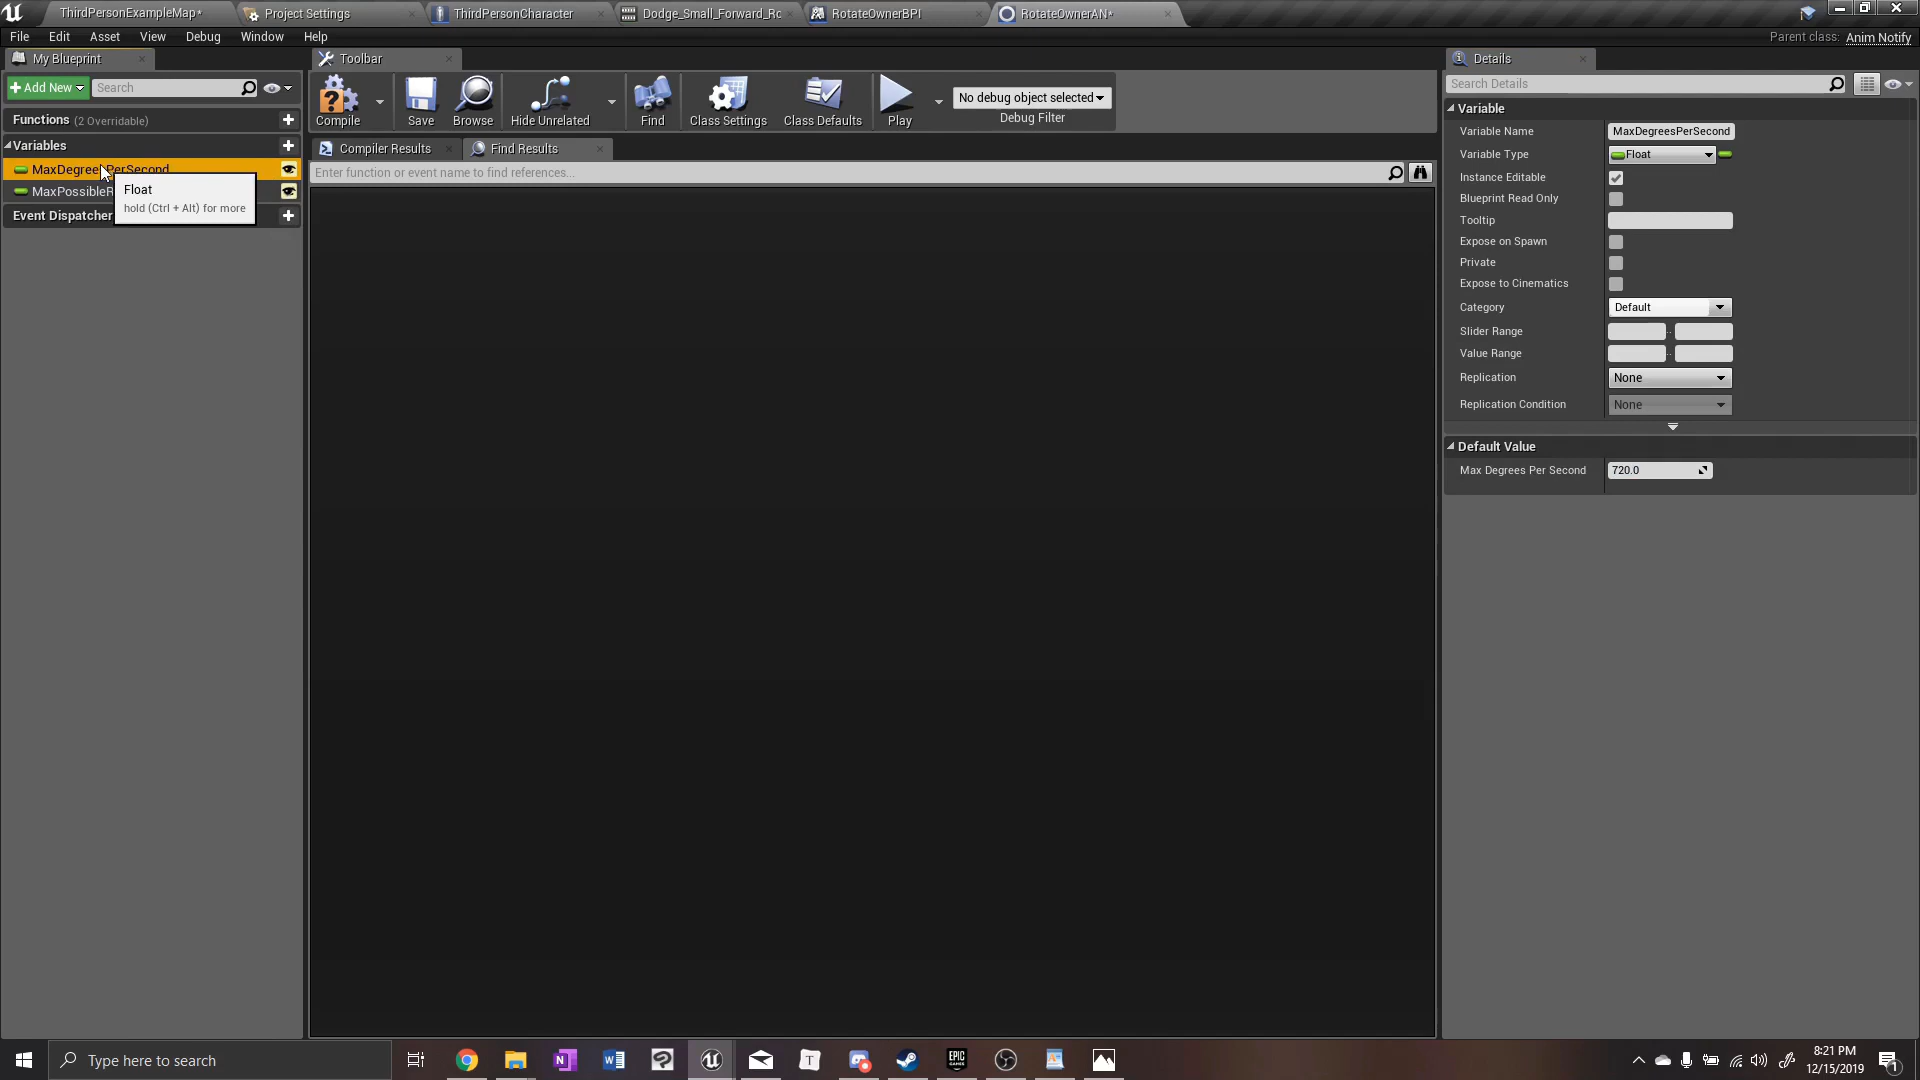 ThirdPersonExampleMap*
Project Settings
ThirdPersonCharacter
Dodge_Small_Forward_Rc
RotateOwnerBPI
RotateOwnerAN*
File Edit Asset View Debug Window Help
Parent class: Anim Notify
My Blueprint
Toolbar
Details
Add New
Search
Compile
Save
Browse
Hide Unrelated
Find
Class Settings
Class Defaults
Play
No debug object selected
Debug Filter
Search Details
Functions (2 Overridable)
Variables
MaxDegreesPerSecond
MaxPossibleR
Float
hold (Ctrl + Alt) for more
Event Dispatcher
Compiler Results
Find Results
Enter function or event name to find references...
Variable
Variable Name MaxDegreesPerSecond
Variable Type Float
Instance Editable
Blueprint Read Only
Tooltip
Expose on Spawn
Private
Expose to Cinematics
Category Default
Slider Range
Value Range
Replication None
Replication Condition None
Default Value
Max Degrees Per Second 720.0
Type here to search
EPIC
GAMES
8:21 PM
12/15/2019
1